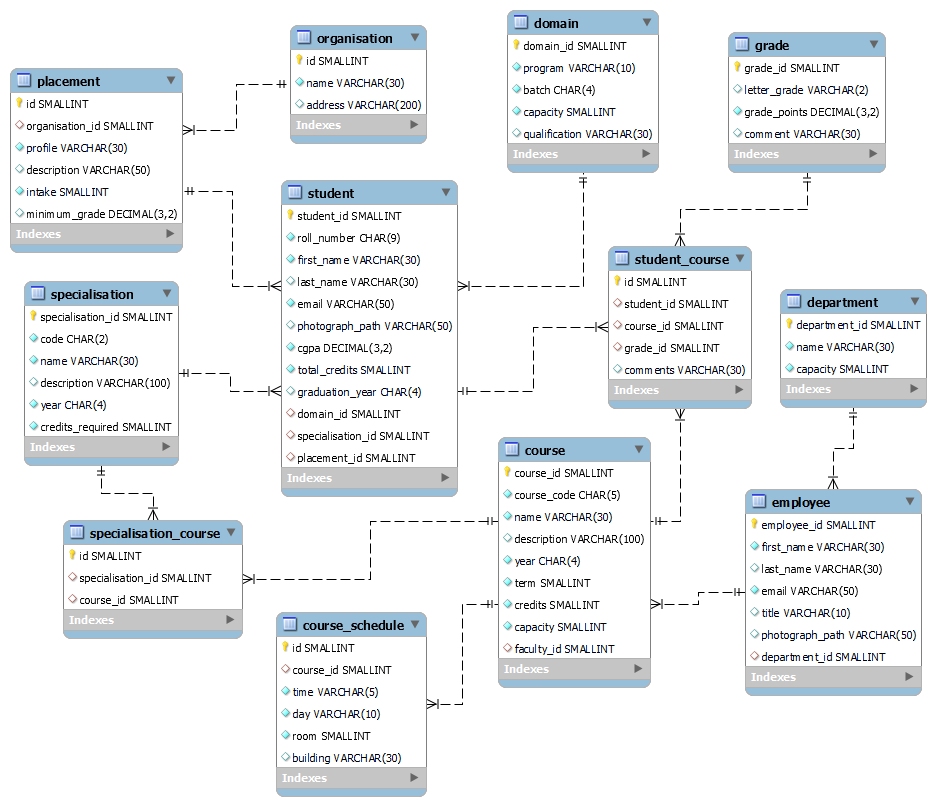 organisation
id SMALLINT
name VARCHAR(30)
address VARCHAR(200)
Indexes
domain
domain_id SMALLINT
program VARCHAR(10)
batch CHAR(4)
capacity SMALLINT
qualification VARCHAR(30)
Indexes
grade
grade_id SMALLINT
letter_grade VARCHAR(2)
grade_points DECIMAL(3,2)
comment VARCHAR(30)
Indexes
placement
id SMALLINT
organisation_id SMALLINT
profile VARCHAR(30)
description VARCHAR(50)
intake SMALLINT
minimum_grade DECIMAL(3,2)
Indexes
student
student_id SMALLINT
roll_number CHAR(9)
first_name VARCHAR(30)
last_name VARCHAR(30)
email VARCHAR(50)
photograph_path VARCHAR(50)
cgpa DECIMAL(3,2)
total_credits SMALLINT
graduation_year CHAR(4)
domain_id SMALLINT
specialisation_id SMALLINT
placement_id SMALLINT
Indexes
student_course
id SMALLINT
student_id SMALLINT
course_id SMALLINT
grade_id SMALLINT
comments VARCHAR(30)
Indexes
department
department_id SMALLINT
name VARCHAR(30)
capacity SMALLINT
Indexes
specialisation
specialisation_id SMALLINT
code CHAR(2)
name VARCHAR(30)
description VARCHAR(100)
year CHAR(4)
credits_required SMALLINT
Indexes
course
course_id SMALLINT
course_code CHAR(5)
name VARCHAR(30)
description VARCHAR(100)
year CHAR(4)
term SMALLINT
credits SMALLINT
capacity SMALLINT
faculty_id SMALLINT
Indexes
employee
employee_id SMALLINT
first_name VARCHAR(30)
last_name VARCHAR(30)
email VARCHAR(50)
title VARCHAR(10)
photograph_path VARCHAR(50)
department_id SMALLINT
Indexes
specialisation_course
id SMALLINT
specialisation_id SMALLINT
course_id SMALLINT
Indexes
course_schedule
id SMALLINT
course_id SMALLINT
time VARCHAR(5)
day VARCHAR(10)
room SMALLINT
building VARCHAR(30)
Indexes